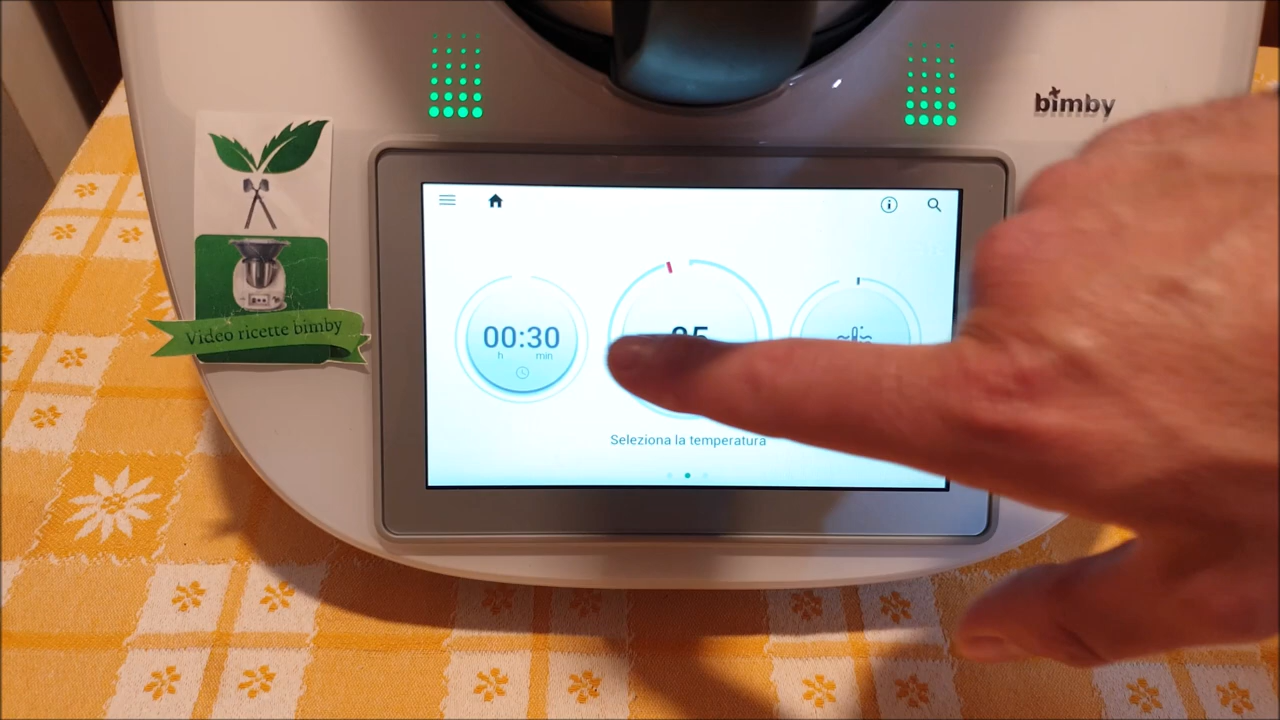 bimby
Video ricette bimby
00:30
h min
Seleziona la temperatura